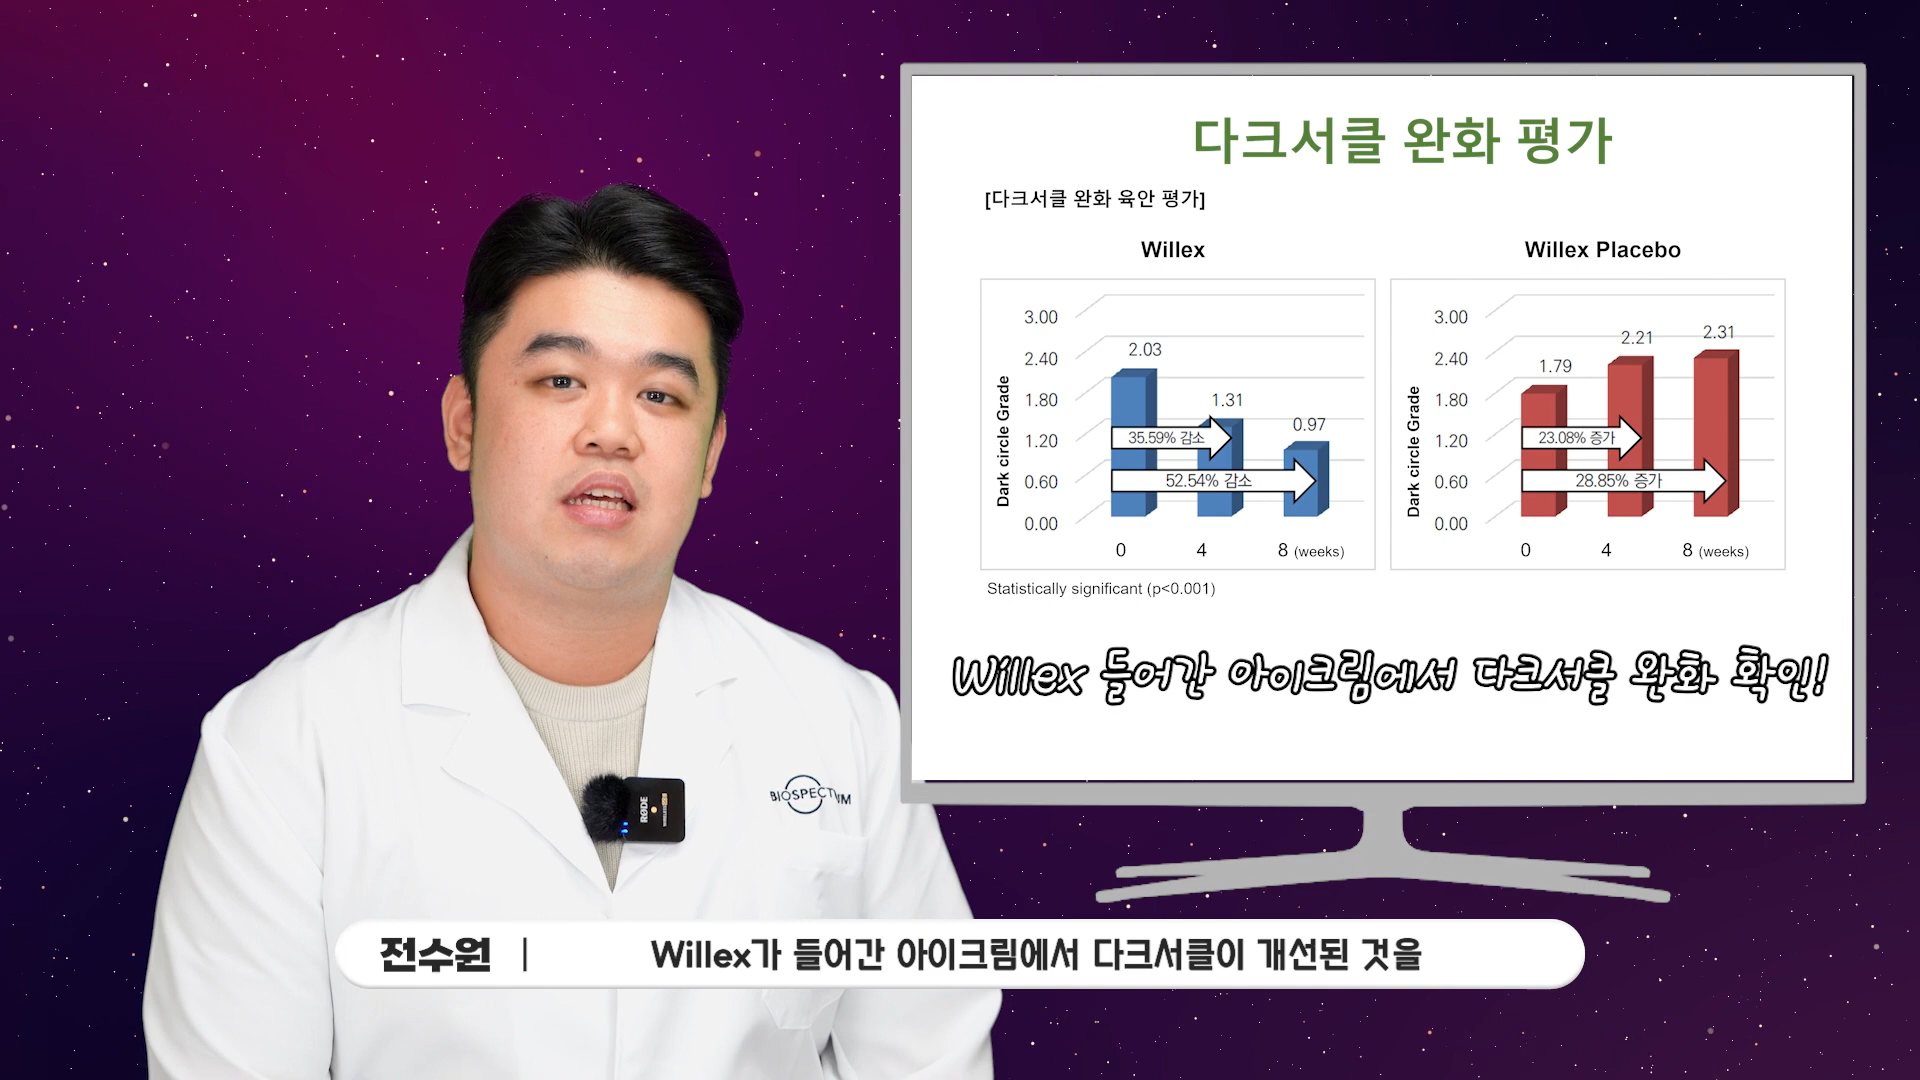 다크서클 완화 평가
[다크서클 완화 육안 평가]
Willex
Dark circle Grade
3.00
2.40
1.80
1.20
0.60
0.00
2.03
1.31
0.97
35.59% 감소
52.54% 감소
0 4 8 (weeks)
Willex Placebo
Dark circle Grade
3.00
2.40
1.80
1.20
0.60
0.00
1.79
2.21
2.31
23.08% 증가
28.85% 증가
0 4 8 (weeks)
Statistically significant (p<0.001)
Willex 들어간 아이크림에서 다크서클 완화 확인!
BIOSPECTRUM
RØDE
전수원 | Willex가 들어간 아이크림에서 다크서클이 개선된 것을